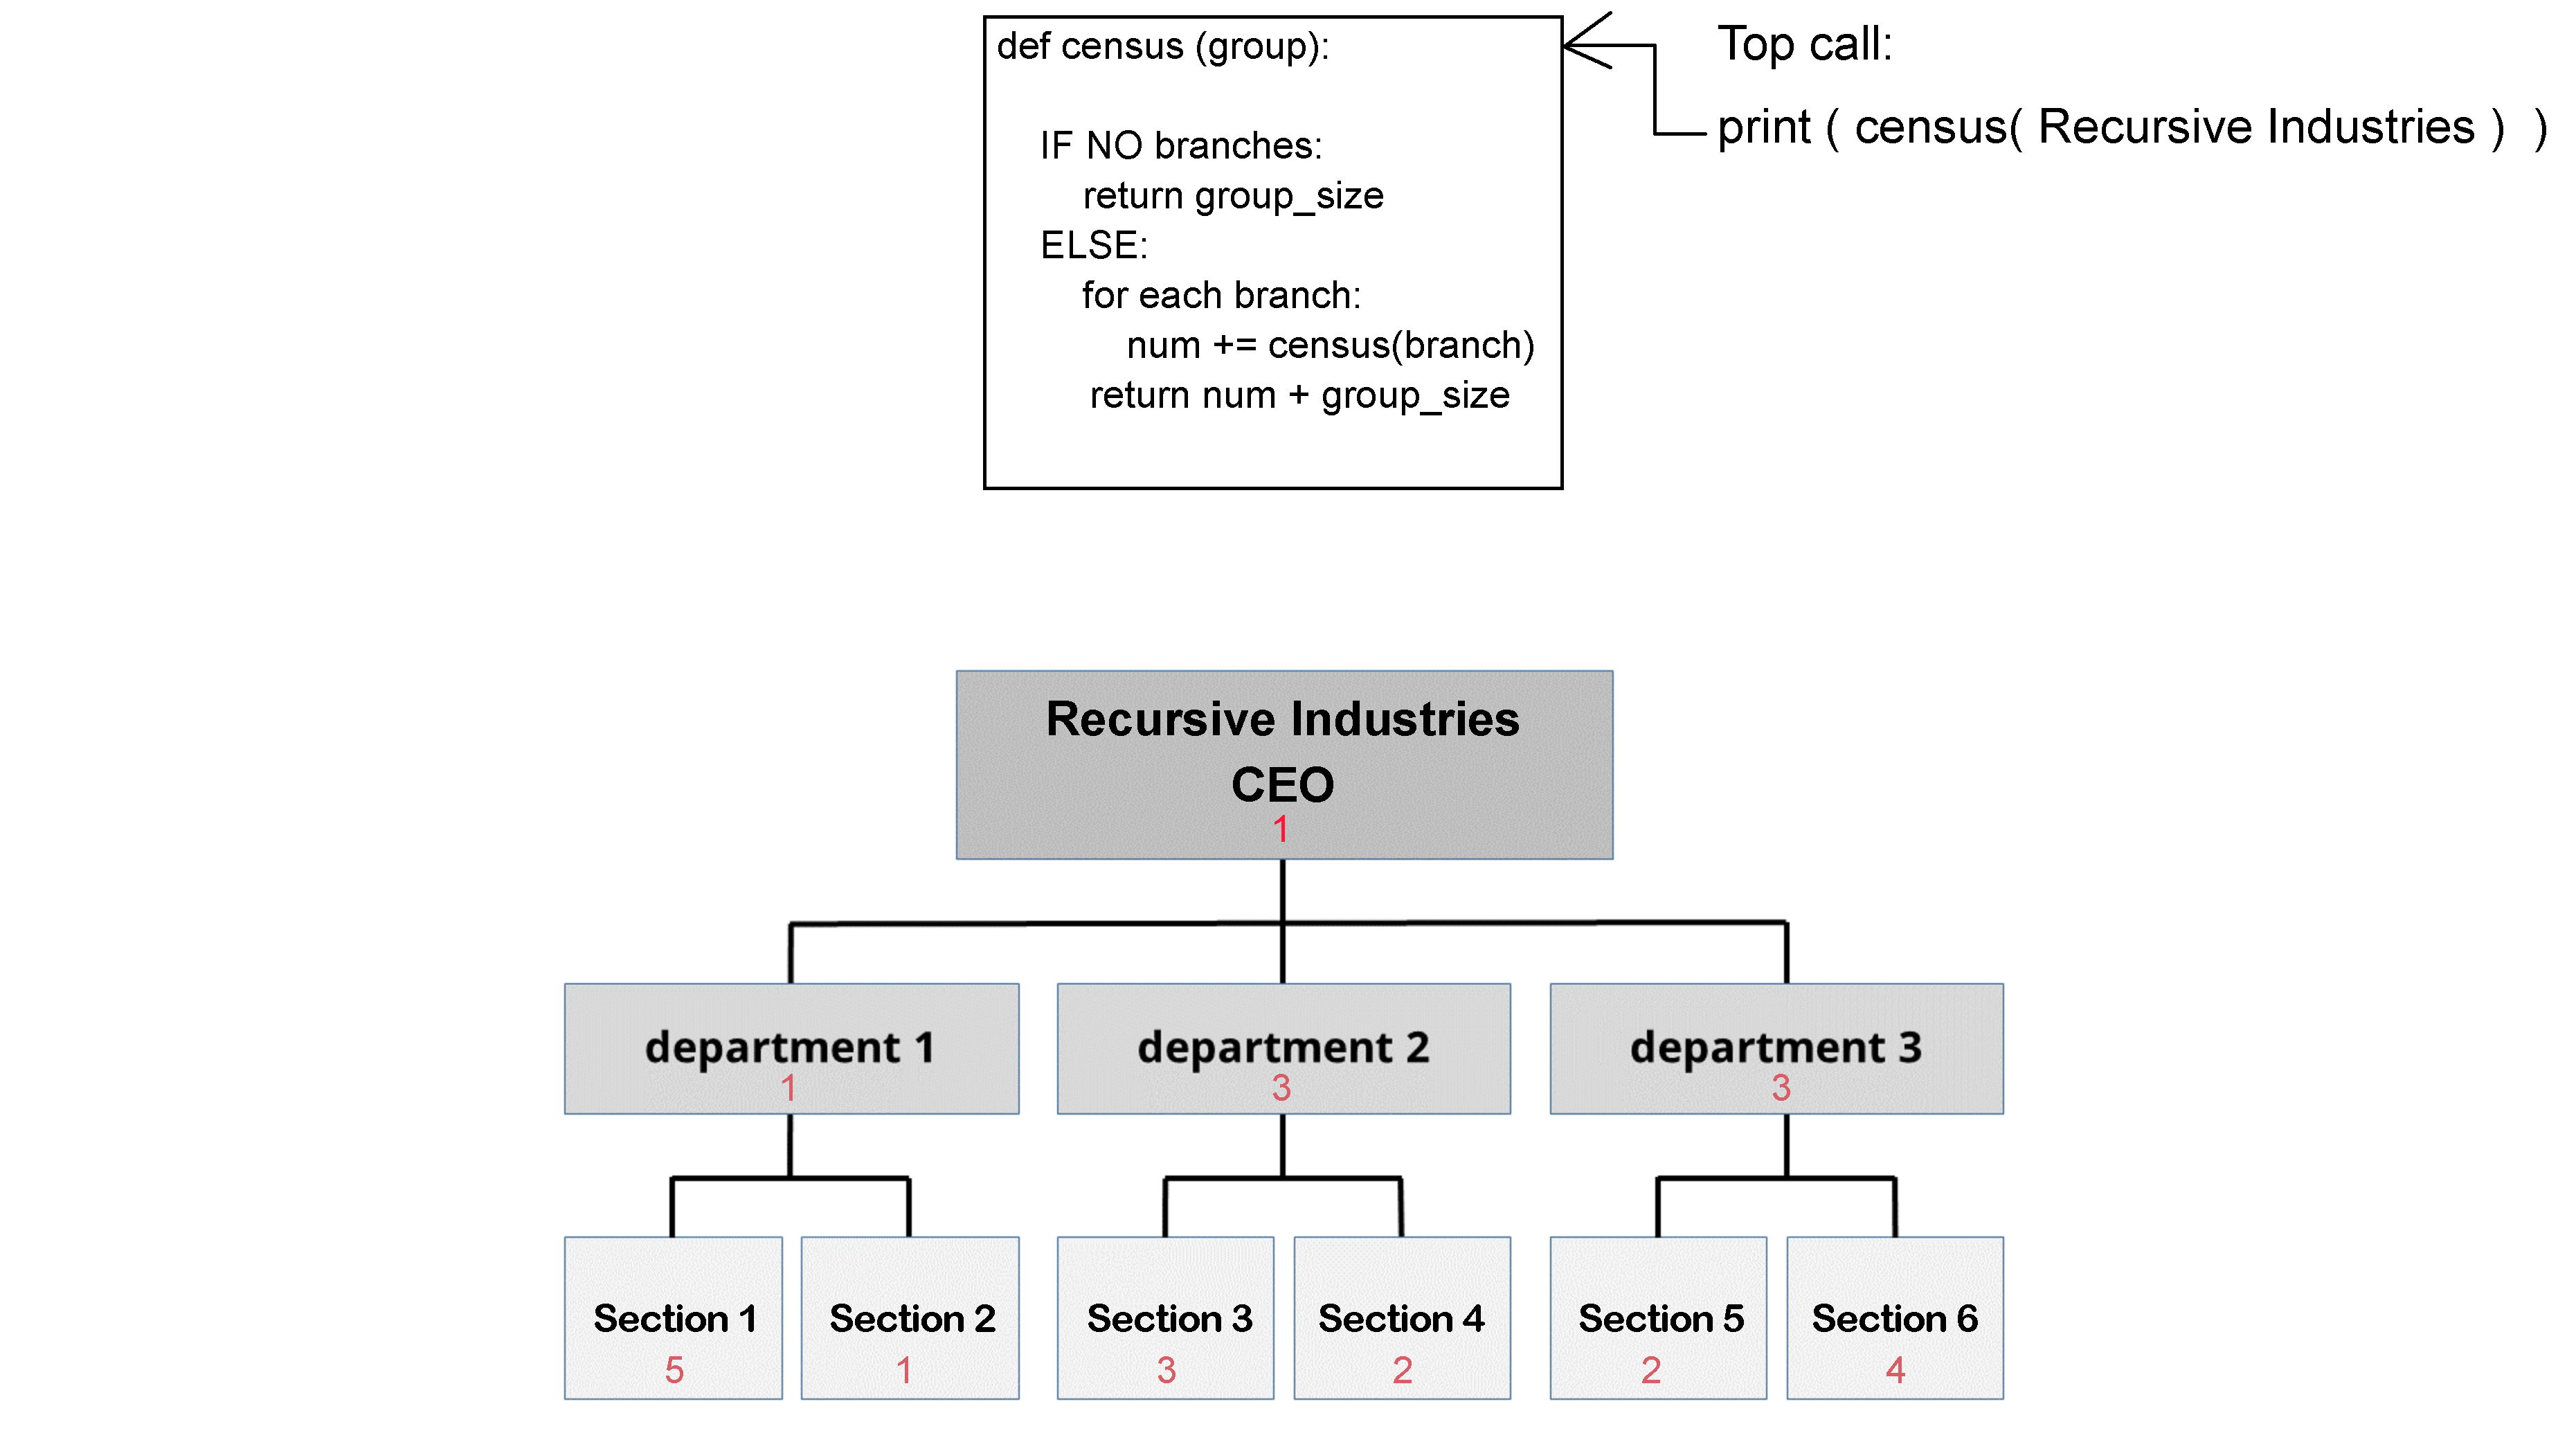 def census (group):
IF NO branches:
return group_size
ELSE:
for each branch:
num += census(branch)
return num + group_size
Top call:
print ( census( Recursive Industries ) )
Recursive Industries
CEO
1
department 1
1
department 2
3
department 3
3
Section 1
5
Section 2
1
Section 3
3
Section 4
2
Section 5
2
Section 6
4